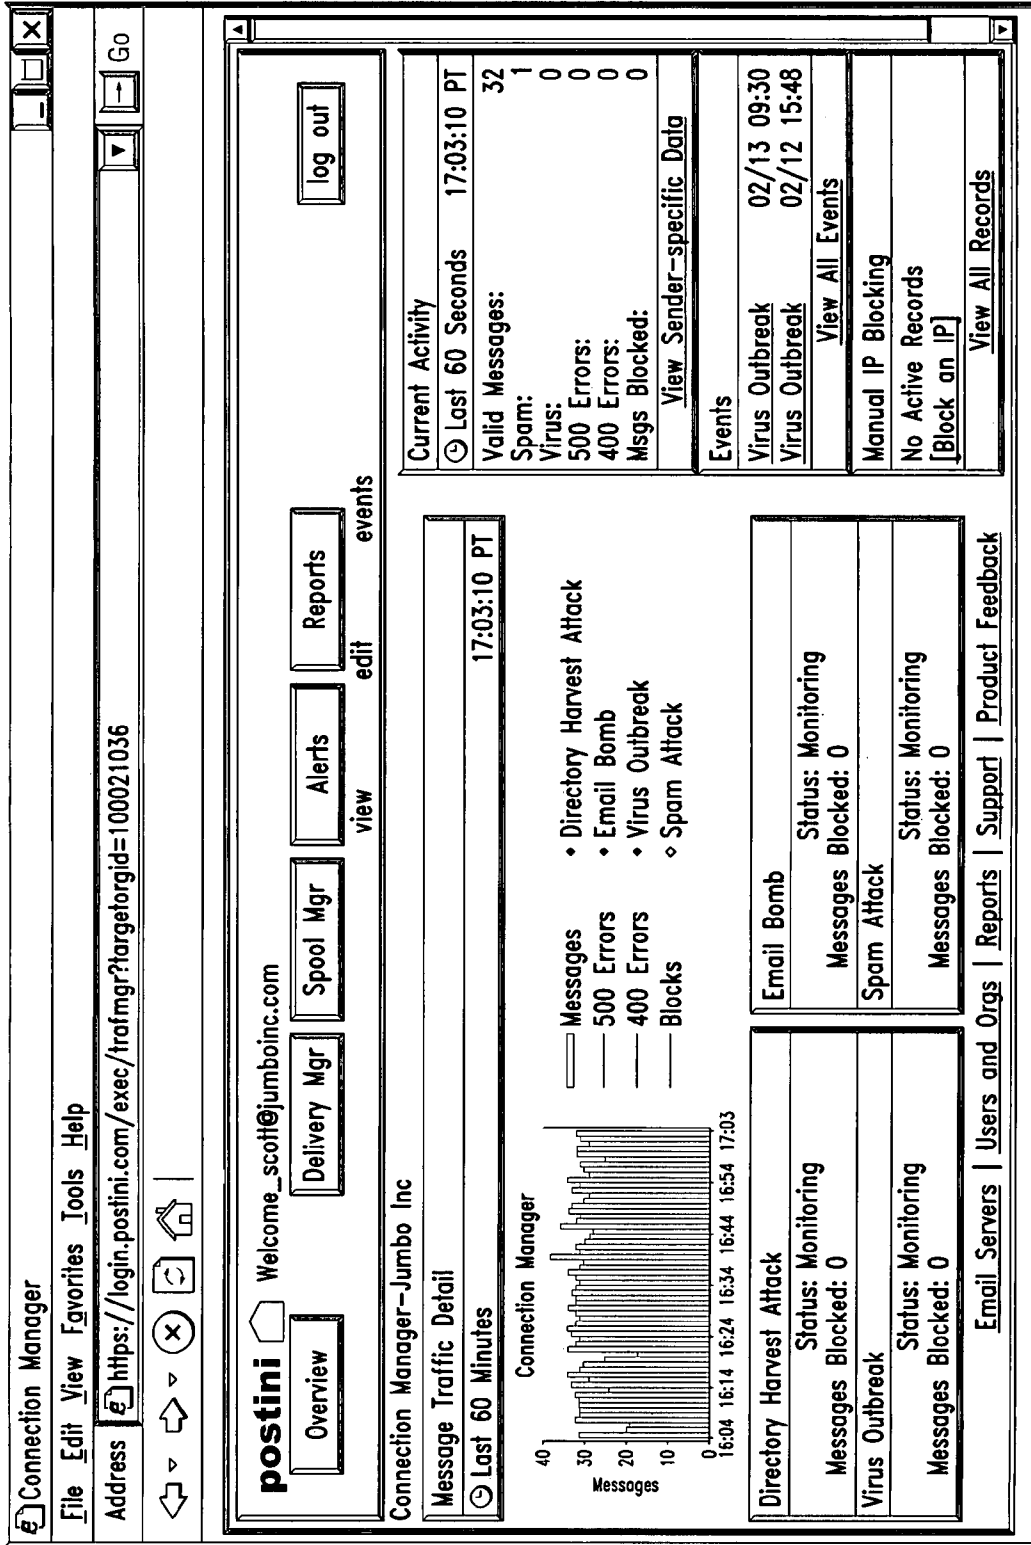 Connection Manager
File Edit View Favorites Tools Help
Address https://login.postini.com/exec/trafmgr?targetorgid=100021036 Go
postini Welcome_scott@jumboinc.com
Overview Delivery Mgr Spool Mgr Alerts Reports log out
view edit events
Connection Manager-Jumbo Inc
Message Traffic Detail
Last 60 Minutes 17:03:10 PT
Connection Manager
Messages
40
30
20
10
0
16:04 16:14 16:24 16:34 16:44 16:54 17:03
Messages
500 Errors
400 Errors
Blocks
Directory Harvest Attack
Email Bomb
Virus Outbreak
Spam Attack
Directory Harvest Attack
Status: Monitoring
Messages Blocked: 0
Virus Outbreak
Status: Monitoring
Messages Blocked: 0
Email Bomb
Status: Monitoring
Messages Blocked: 0
Spam Attack
Status: Monitoring
Messages Blocked: 0
Current Activity
Last 60 Seconds 17:03:10 PT
Valid Messages: 32
Spam: 1
Virus: 0
500 Errors: 0
400 Errors: 0
Msgs Blocked: 0
View Sender-specific Data
Events
Virus Outbreak 02/13 09:30
Virus Outbreak 02/12 15:48
View All Events
Manual IP Blocking
No Active Records
[Block an IP]
View All Records
Email Servers | Users and Orgs | Reports | Support | Product Feedback